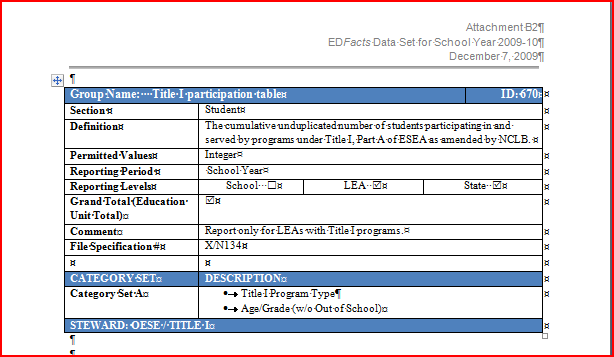 Attachment B2
EDFacts Data Set for School Year 2009-10
December 7, 2009
Group Name: Title I participation table ID: 670
Section Student
Definition The cumulative unduplicated number of students participating in and
served by programs under Title I, Part A of ESEA as amended by NCLB.
Permitted Values Integer
Reporting Period School Year
Reporting Levels School ☐ LEA ☑ State ☑
Grand Total (Education ☑
Unit Total)
Comment Report only for LEAs with Title I programs.
File Specification # X/N134
CATEGORY SET DESCRIPTION
Category Set A • Title I Program Type
• Age/Grade (w/o Out of School)
STEWARD: OESE / TITLE I